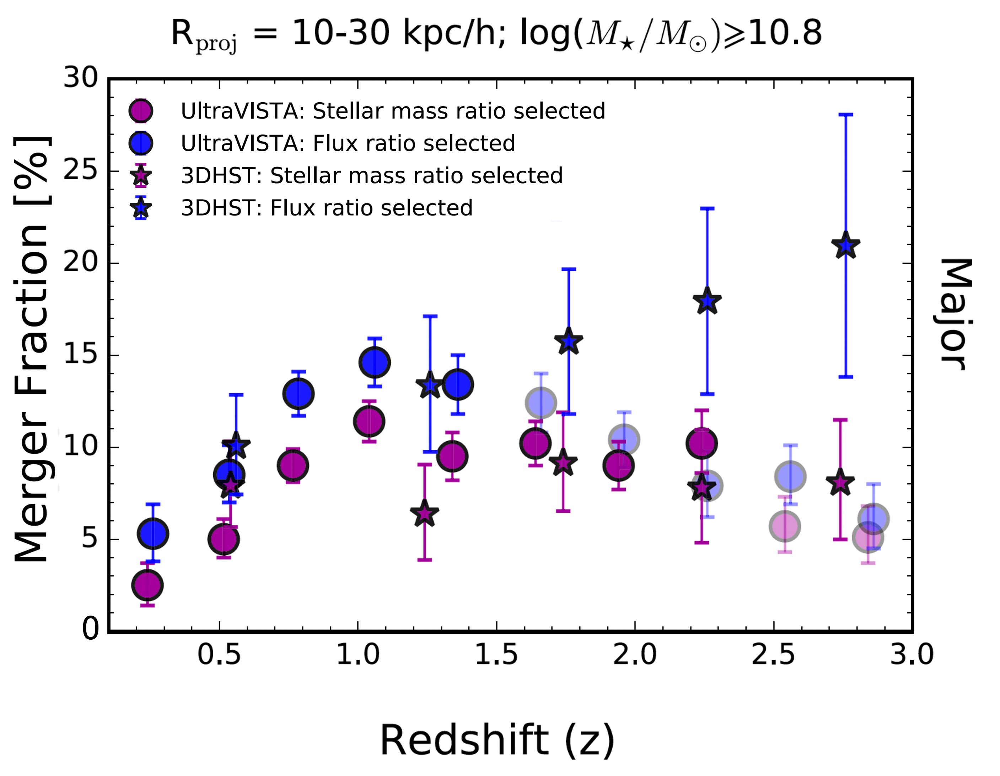 R_proj = 10-30 kpc/h; log(M★/M⊙)⩾10.8
30
25
20
15
10
5
0
Merger Fraction [%]
UltraVISTA: Stellar mass ratio selected
UltraVISTA: Flux ratio selected
3DHST: Stellar mass ratio selected
3DHST: Flux ratio selected
Major
0.5 1.0 1.5 2.0 2.5 3.0
Redshift (z)